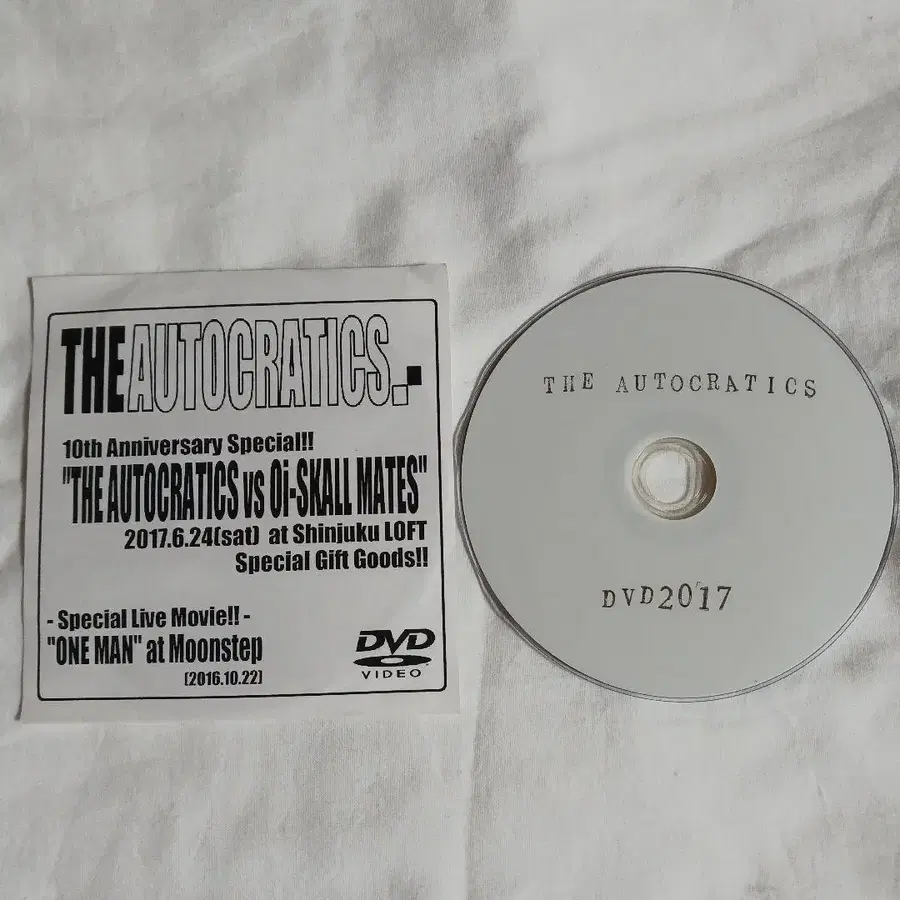 THE AUTOCRATICS.
10th Anniversary Special!!
"THE AUTOCRATICS vs Oi-SKALL MATES"
2017.6.24(sat) at Shinjuku LOFT
Special Gift Goods!!
- Special Live Movie!! -
"ONE MAN" at Moonstep
(2016.10.22)
DVD
VIDEO
THE AUTOCRATICS
DVD2017